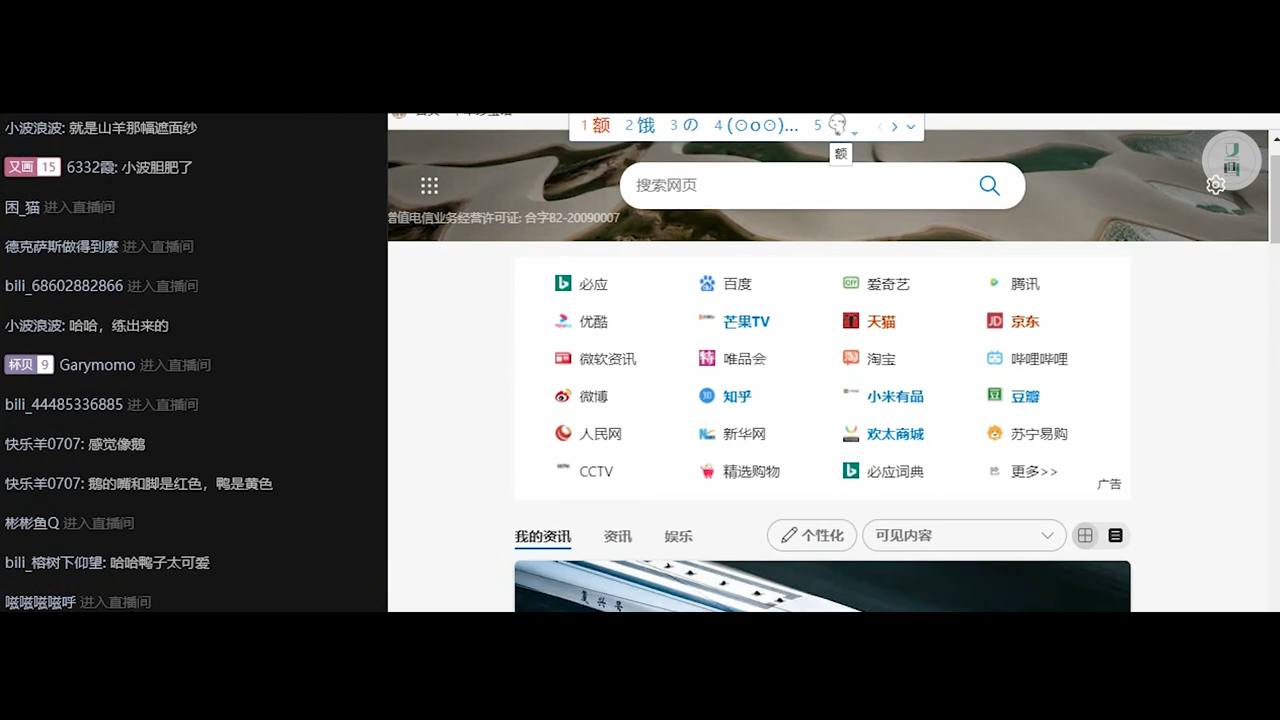 小波浪波: 就是山羊那幅遮面纱
又画 15 6332霞: 小波胆肥了
困_猫 进入直播间
德克萨斯做得到麽 进入直播间
bili_68602882866 进入直播间
小波浪波: 哈哈，练出来的
杯贝 9 Garymomo 进入直播间
bili_44485336885 进入直播间
快乐羊0707: 感觉像鹅
快乐羊0707: 鹅的嘴和脚是红色，鸭是黄色
彬彬鱼Q 进入直播间
bili_榕树下仰望: 哈哈鸭子太可爱
嗞嗞嗞嗞呼 进入直播间
1 额 2 饿 3 の 4 (⊙o⊙)... 5
额
搜索网页
增值电信业务经营许可证: 合字B2-20090007
必应 百度 爱奇艺 腾讯
优酷 芒果TV 天猫 京东
微软资讯 唯品会 淘宝 哔哩哔哩
微博 知乎 小米有品 豆瓣
人民网 新华网 欢太商城 苏宁易购
CCTV 精选购物 必应词典 更多>>
广告
我的资讯 资讯 娱乐 个性化 可见内容
复兴号